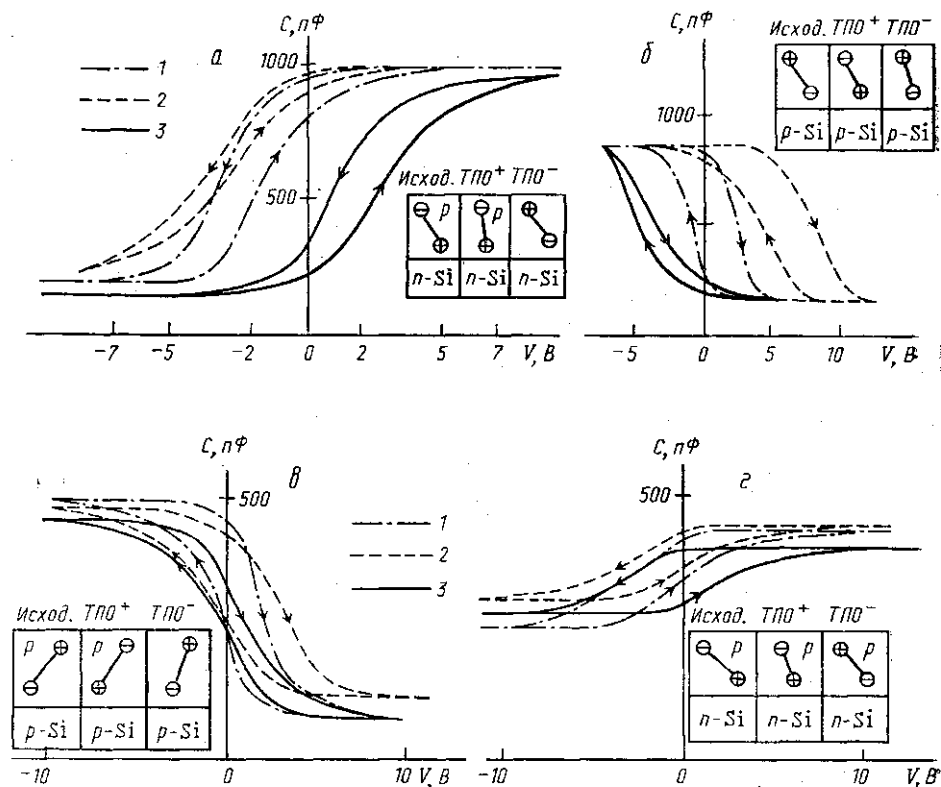 С, пФ
а
1000
500
1
2
3
Исход. ТПО⁺ ТПО⁻
⊖ p ⊖ p ⊕
⊕ ⊕ ⊖
n-Si n-Si n-Si
-7 -5 -2 0 2 5 7 V, В
С, пФ
б
1000
Исход. ТПО⁺ ТПО⁻
⊕ ⊖ ⊕
⊖ ⊕ ⊖
p-Si p-Si p-Si
-5 0 5 10 V, В
С, пФ
в
500
1
2
3
Исход. ТПО⁺ ТПО⁻
p ⊕ p ⊖ ⊕
⊖ ⊕ ⊖
p-Si p-Si p-Si
-10 0 10 V, В
С, пФ
г
500
Исход. ТПО⁺ ТПО⁻
⊖ p ⊖ p ⊕ p
⊕ ⊕ ⊖
n-Si n-Si n-Si
-10 0 10 V, В